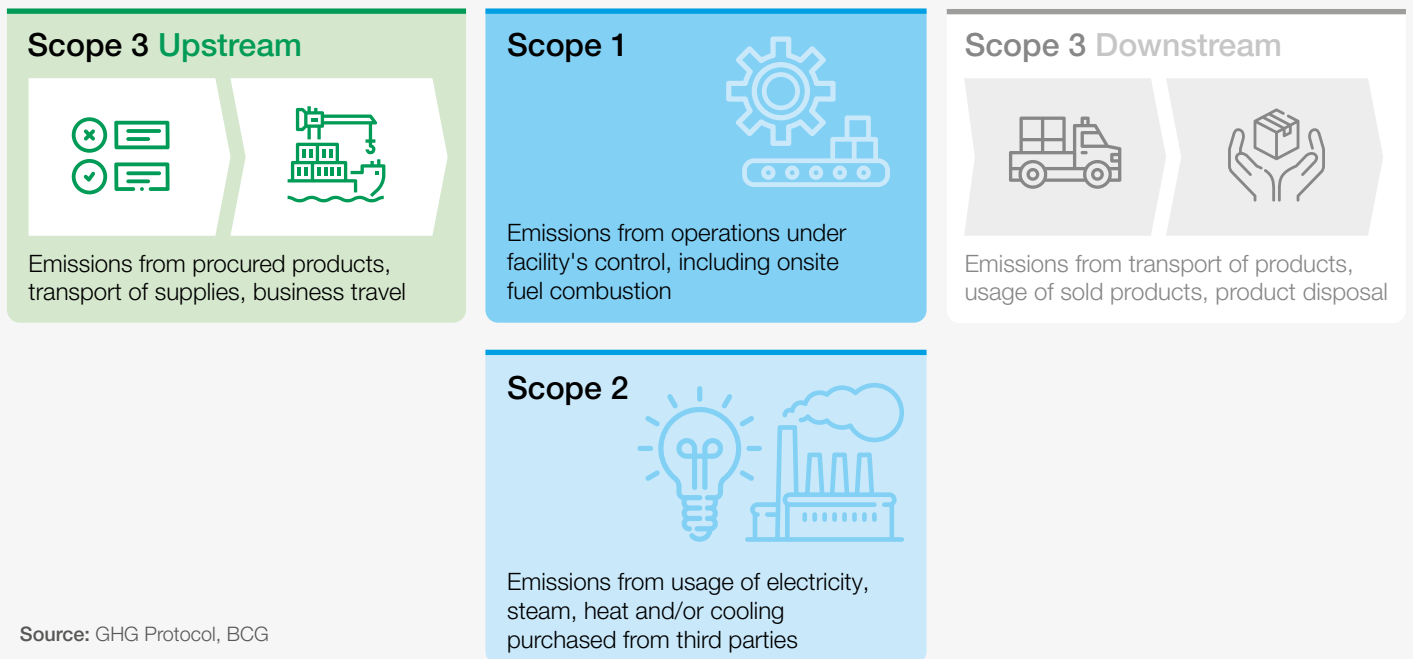 Scope 3 Upstream
Emissions from procured products,
transport of supplies, business travel
Scope 1
Emissions from operations under
facility's control, including onsite
fuel combustion
Scope 3 Downstream
Emissions from transport of products,
usage of sold products, product disposal
Scope 2
Emissions from usage of electricity,
steam, heat and/or cooling
purchased from third parties
Source: GHG Protocol, BCG